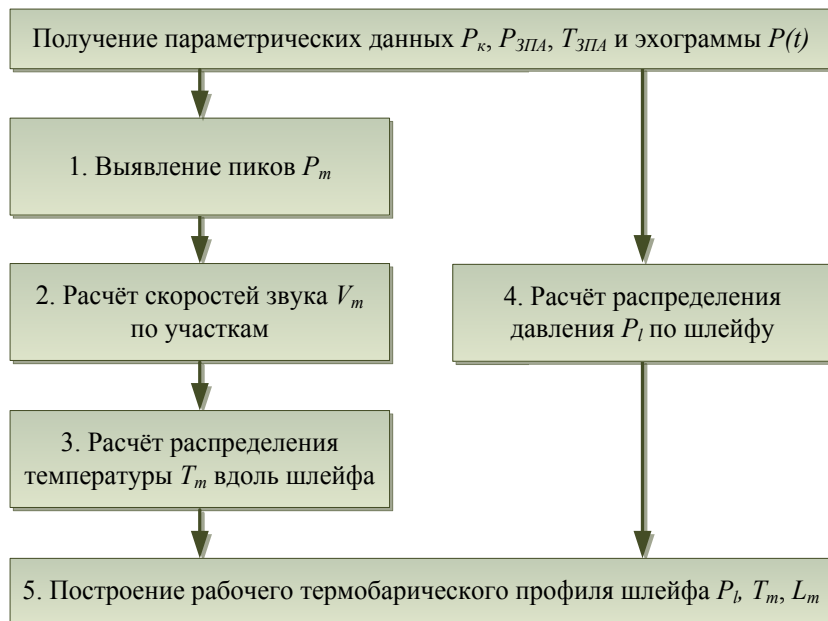 Получение параметрических данных Pк, PЗПА, TЗПА и эхограммы P(t)
1. Выявление пиков Pm
2. Расчёт скоростей звука Vm
по участкам
3. Расчёт распределения
температуры Tm вдоль шлейфа
4. Расчёт распределения
давления Pl по шлейфу
5. Построение рабочего термобарического профиля шлейфа Pl, Tm, Lm